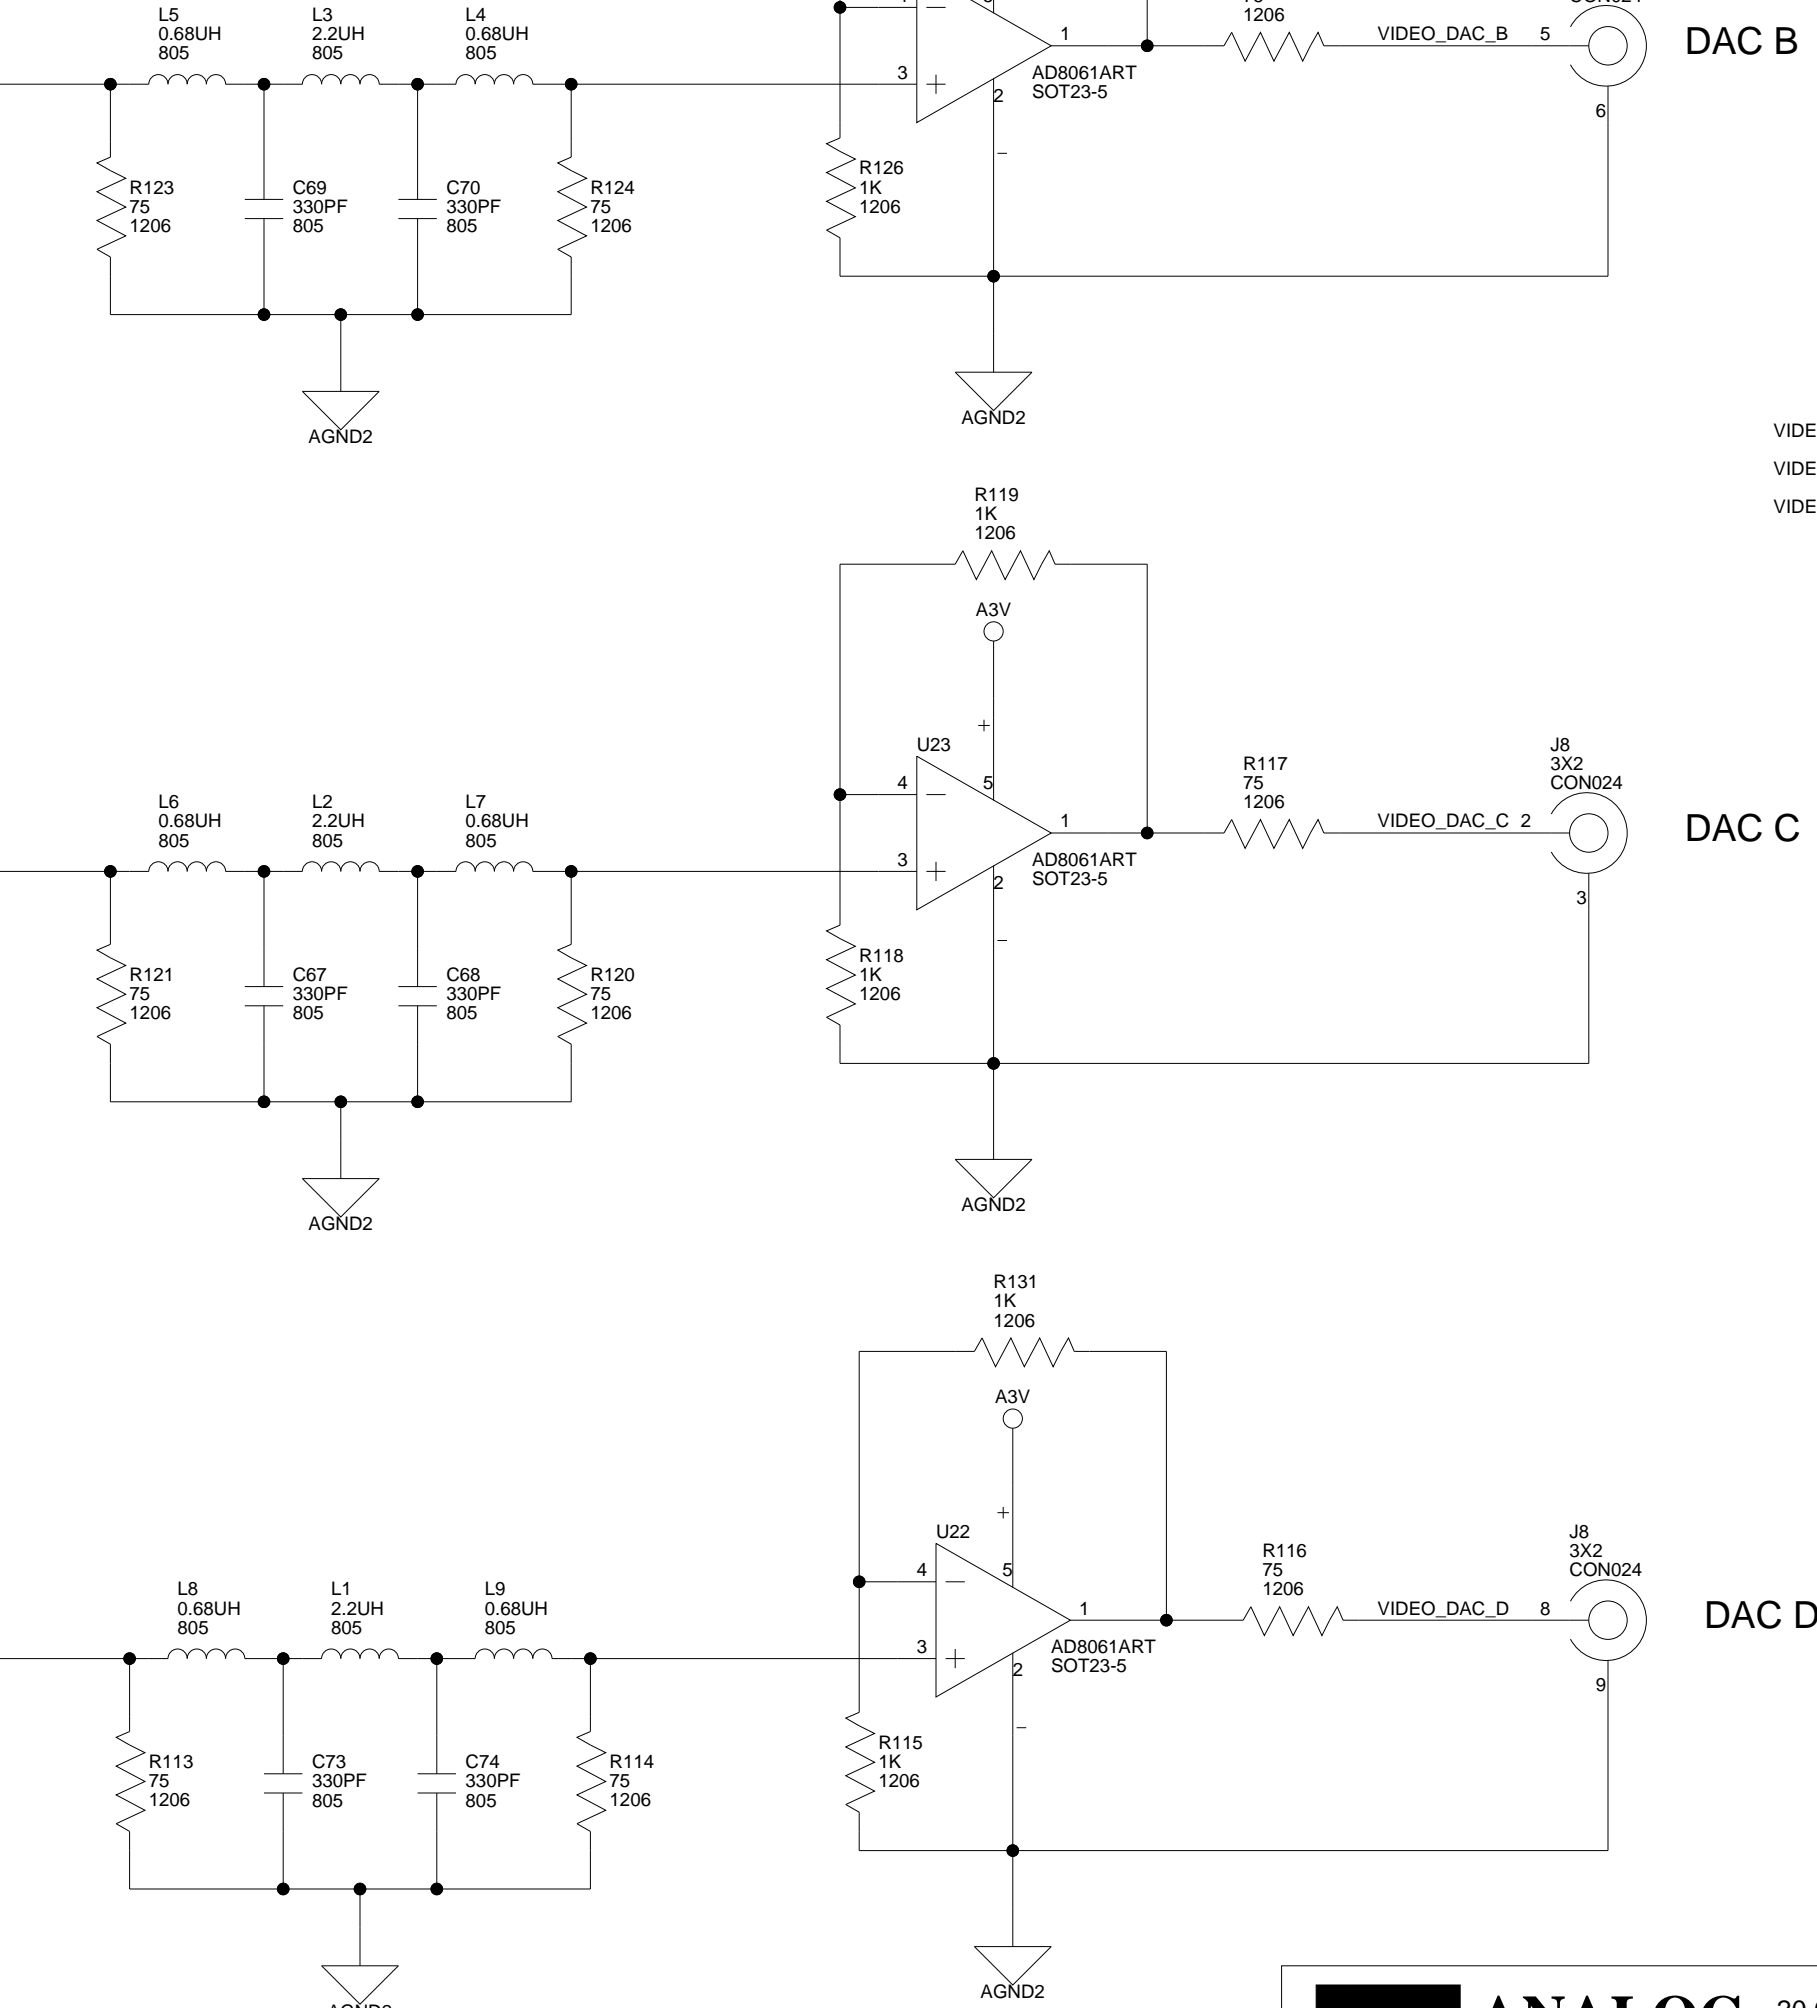 L5
0.68UH
805
L3
2.2UH
805
L4
0.68UH
805
1206
1
VIDEO_DAC_B 5
DAC B
3
AD8061ART
SOT23-5
2
6
R123
75
1206
C69
330PF
805
C70
330PF
805
R124
75
1206
R126
1K
1206
AGND2
AGND2
VIDE
VIDE
VIDE
R119
1K
1206
A3V
+
U23
4
5
L6
0.68UH
805
L2
2.2UH
805
L7
0.68UH
805
1
R117
75
1206
VIDEO_DAC_C 2
J8
3X2
CON024
DAC C
3
AD8061ART
SOT23-5
2
3
R121
75
1206
C67
330PF
805
C68
330PF
805
R120
75
1206
R118
1K
1206
AGND2
AGND2
R131
1K
1206
A3V
+
U22
4
5
L8
0.68UH
805
L1
2.2UH
805
L9
0.68UH
805
1
R116
75
1206
VIDEO_DAC_D 8
J8
3X2
CON024
DAC D
3
AD8061ART
SOT23-5
2
9
R113
75
1206
C73
330PF
805
C74
330PF
805
R114
75
1206
R115
1K
1206
AGND2
ANALOG